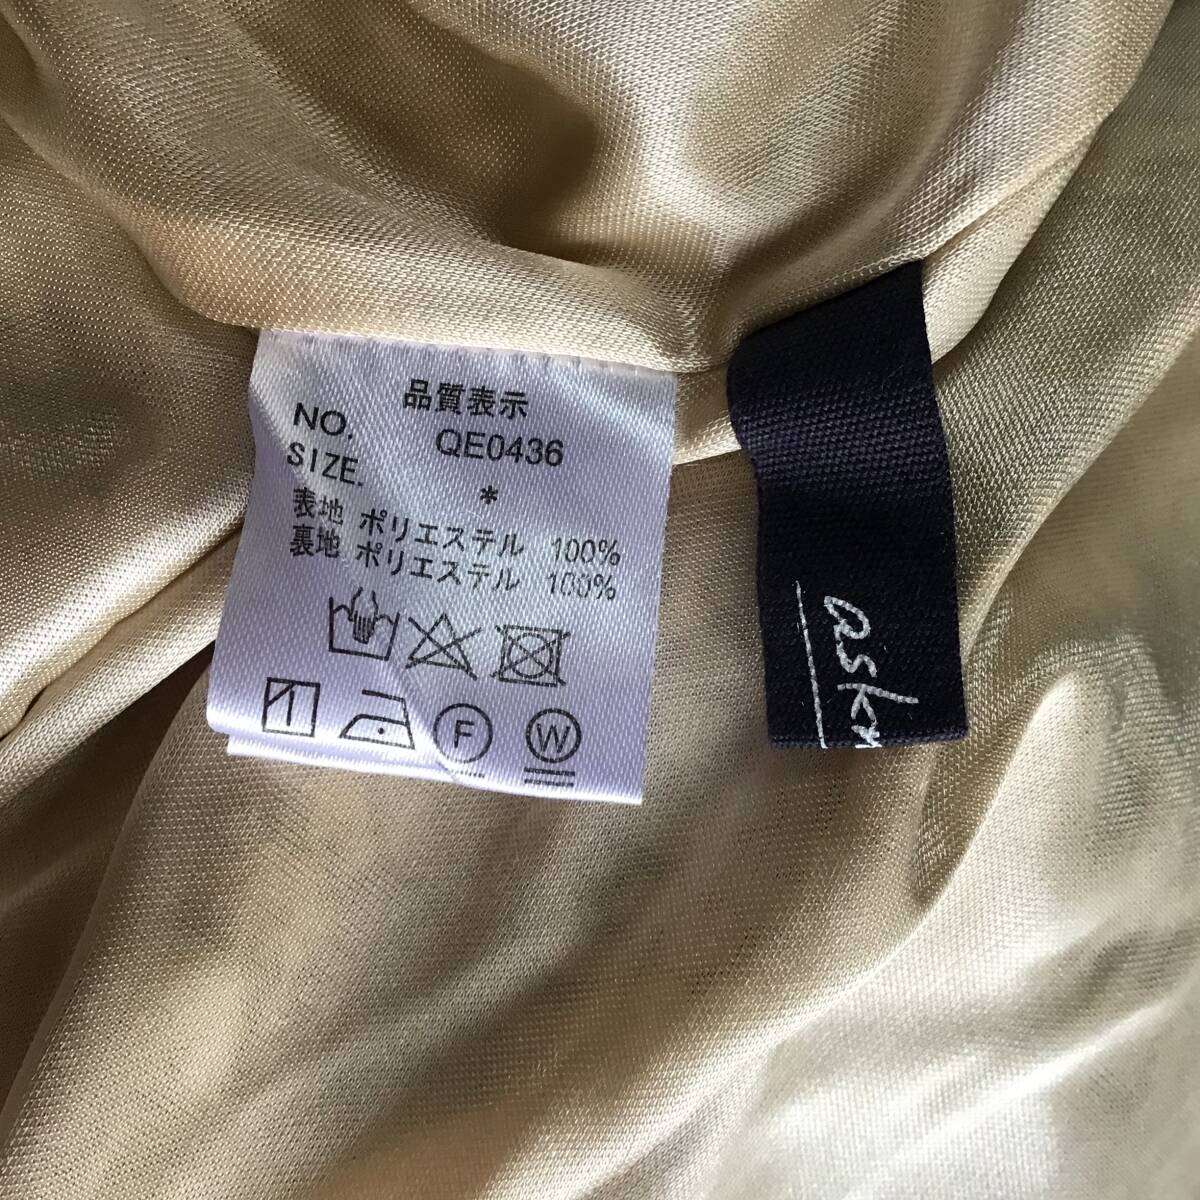 品質表示
NO. QE0436
SIZE. *
表地 ポリエステル 100%
裏地 ポリエステル 100%
F W